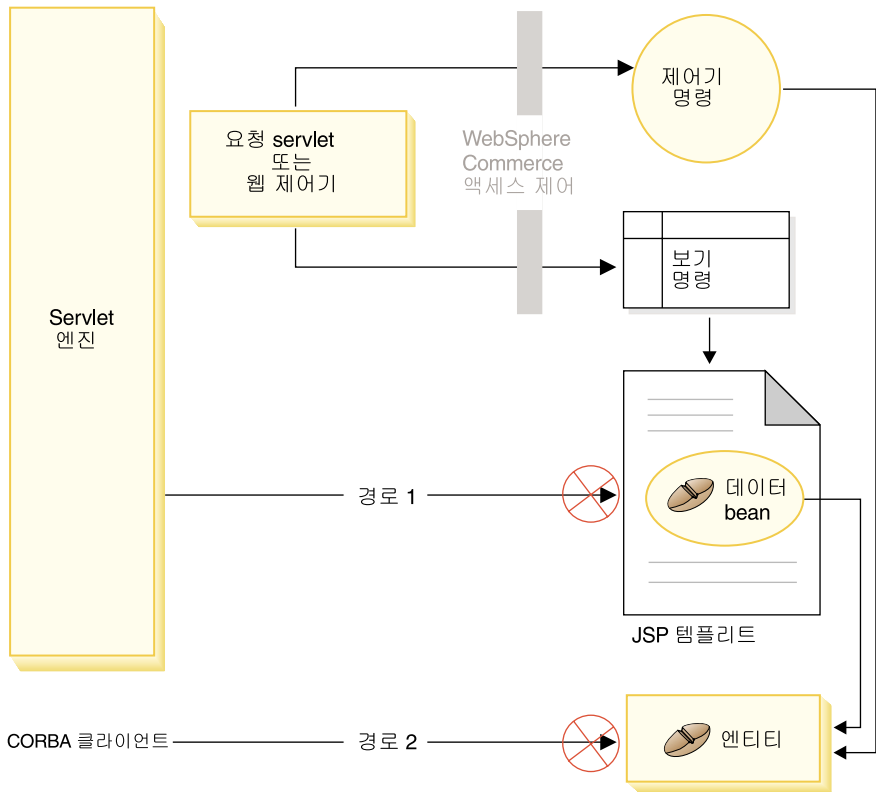 제어기
명령
요청 servlet
또는
웹 제어기
WebSphere
Commerce
액세스 제어
보기
명령
Servlet
엔진
경로 1
데이터
bean
JSP 템플리트
CORBA 클라이언트
경로 2
엔티티